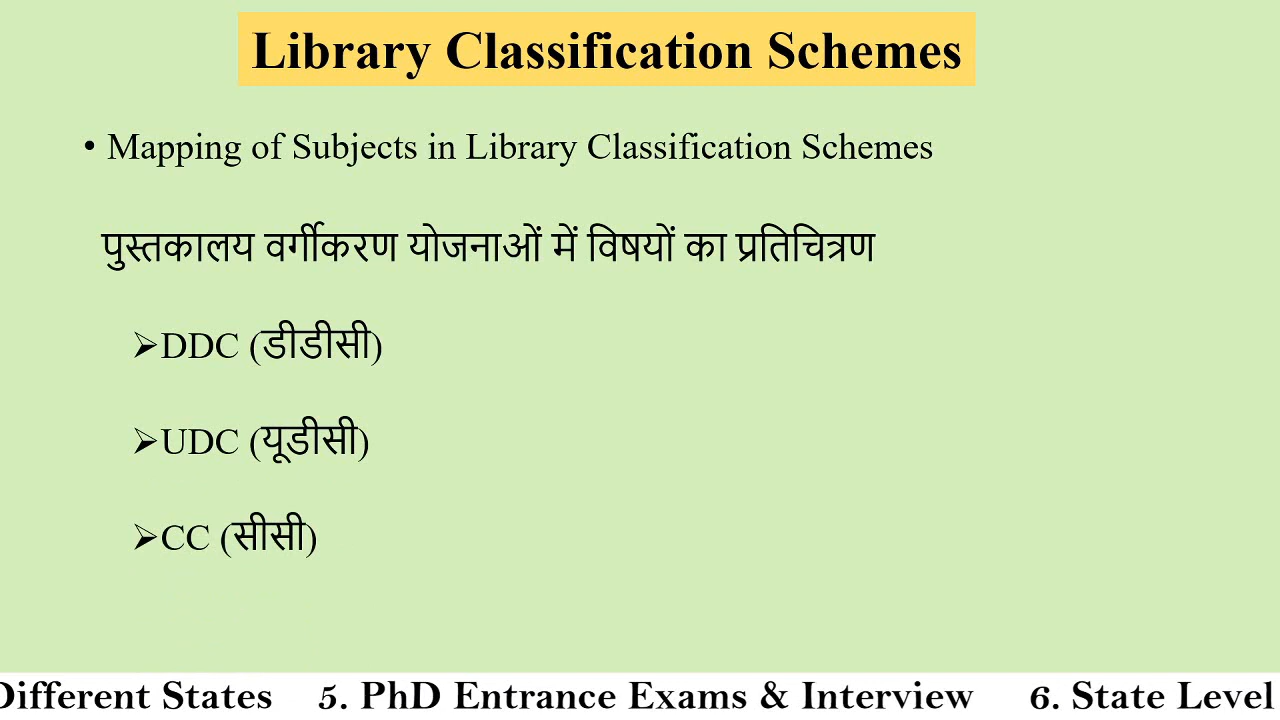 Library Classification Schemes
• Mapping of Subjects in Library Classification Schemes
पुस्तकालय वर्गीकरण योजनाओं में विषयों का प्रतिचित्रण
➢DDC (डीडीसी)
➢UDC (यूडीसी)
➢CC (सीसी)
Different States 5. PhD Entrance Exams & Interview 6. State Level